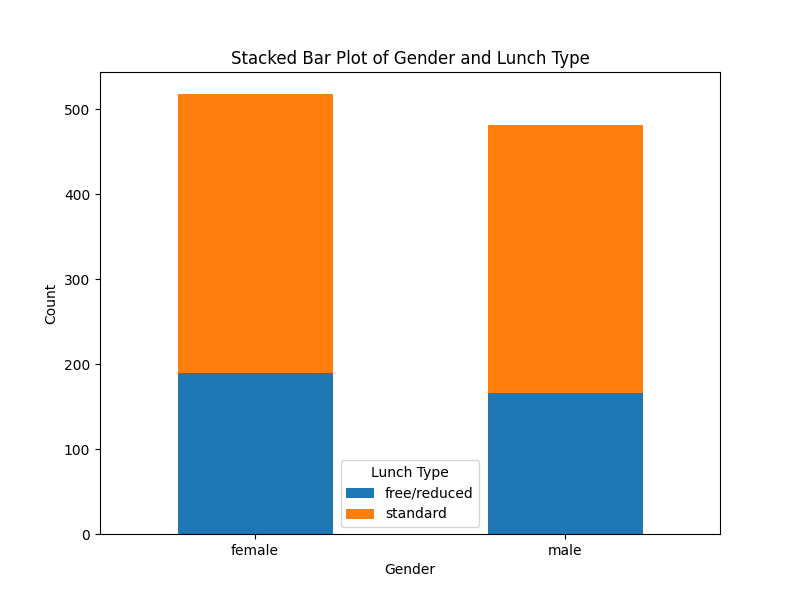 Stacked Bar Plot of Gender and Lunch Type
500
400
300
200
100
0
Count
female
male
Gender
Lunch Type
free/reduced
standard